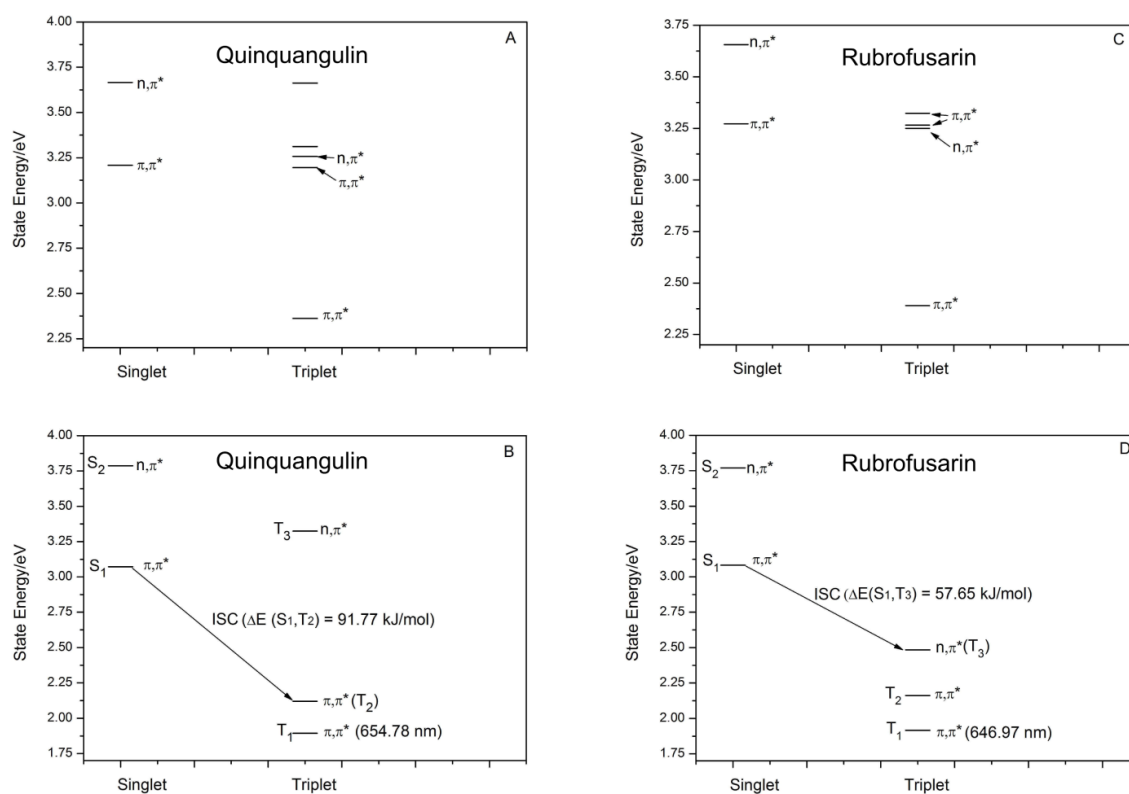 A
Quinquangulin
4.00
3.75
3.50
3.25
3.00
2.75
2.50
2.25
State Energy/eV
n,π*
π,π*
n,π*
π,π*
π,π*
Singlet
Triplet
C
Rubrofusarin
3.75
3.50
3.25
3.00
2.75
2.50
2.25
State Energy/eV
n,π*
π,π*
π,π*
n,π*
π,π*
Singlet
Triplet
B
Quinquangulin
4.00
3.75
3.50
3.25
3.00
2.75
2.50
2.25
2.00
1.75
State Energy/eV
S₂ n,π*
T₃ n,π*
S₁ π,π*
ISC (ΔE (S₁,T₂) = 91.77 kJ/mol)
π,π* (T₂)
T₁ π,π* (654.78 nm)
Singlet
Triplet
D
Rubrofusarin
4.00
3.75
3.50
3.25
3.00
2.75
2.50
2.25
2.00
1.75
State Energy/eV
S₂ n,π*
S₁ π,π*
ISC (ΔE(S₁,T₃) = 57.65 kJ/mol)
n,π*(T₃)
T₂ π,π*
T₁ π,π* (646.97 nm)
Singlet
Triplet